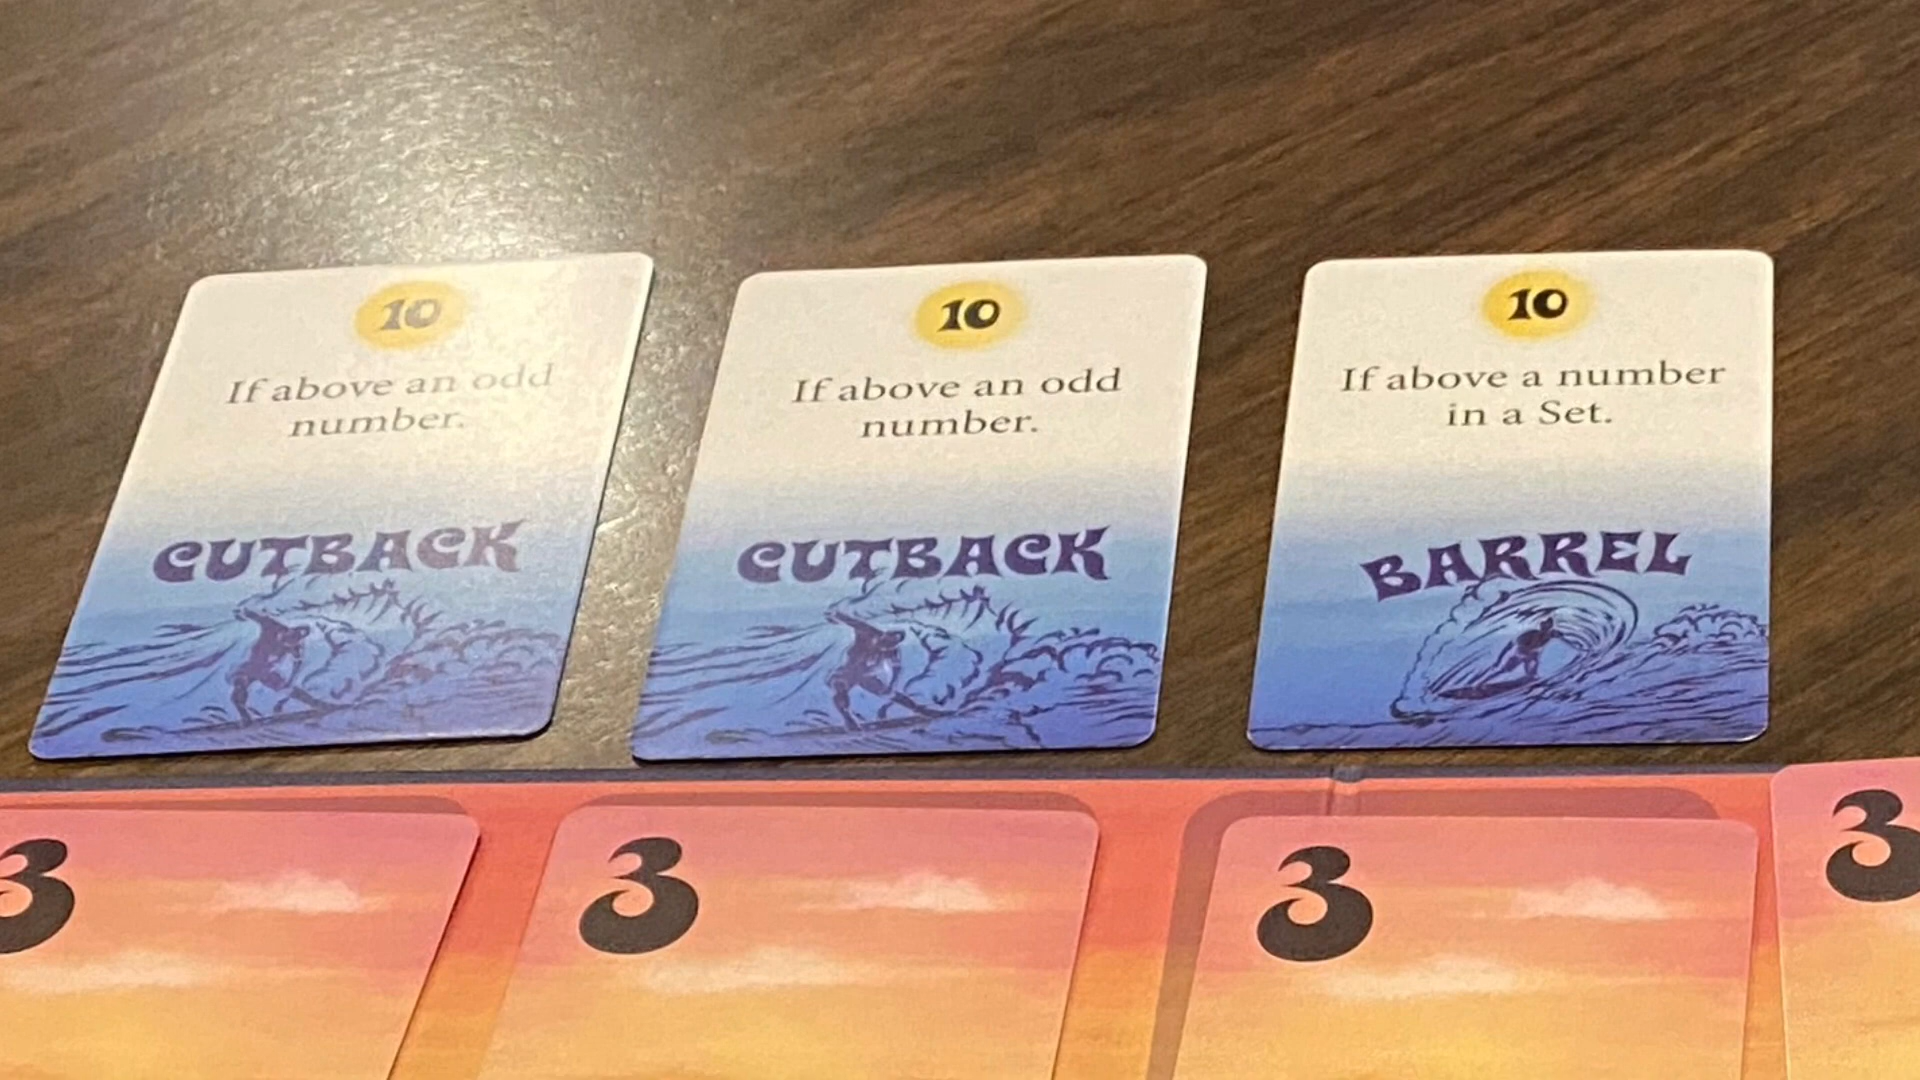 10
If above an odd
number.
CUTBACK
10
If above an odd
number.
CUTBACK
10
If above a number
in a Set.
BARREL
3
3
3
3